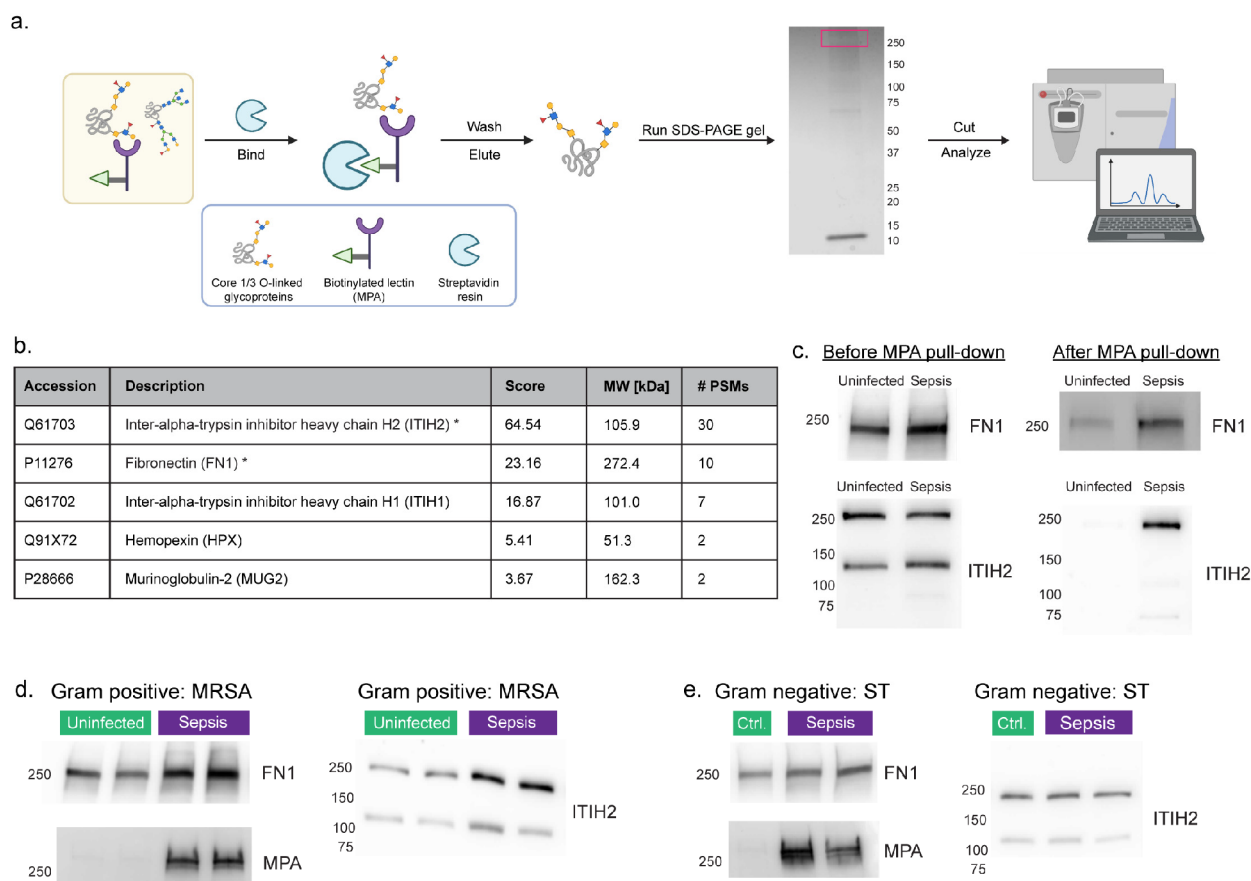 a.
Bind
Wash
Elute
Run SDS-PAGE gel
250
150
100
75
50
37
25
20
15
10
Cut
Analyze
Core 1/3 O-linked
glycoproteins
Biotinylated lectin
(MPA)
Streptavidin
resin
b.
Accession Description Score MW [kDa] # PSMs
Q61703 Inter-alpha-trypsin inhibitor heavy chain H2 (ITIH2) * 64.54 105.9 30
P11276 Fibronectin (FN1) * 23.16 272.4 10
Q61702 Inter-alpha-trypsin inhibitor heavy chain H1 (ITIH1) 16.87 101.0 7
Q91X72 Hemopexin (HPX) 5.41 51.3 2
P28666 Murinoglobulin-2 (MUG2) 3.67 162.3 2
c. Before MPA pull-down After MPA pull-down
Uninfected Sepsis
250
FN1
Uninfected Sepsis
250
FN1
Uninfected Sepsis
250
150
100
75
ITIH2
Uninfected Sepsis
250
150
100
75
ITIH2
d. Gram positive: MRSA
Uninfected Sepsis
250
FN1
250
MPA
Gram positive: MRSA
Uninfected Sepsis
250
150
100
75
ITIH2
e. Gram negative: ST
Ctrl. Sepsis
250
FN1
250
MPA
Gram negative: ST
Ctrl. Sepsis
250
150
100
75
ITIH2